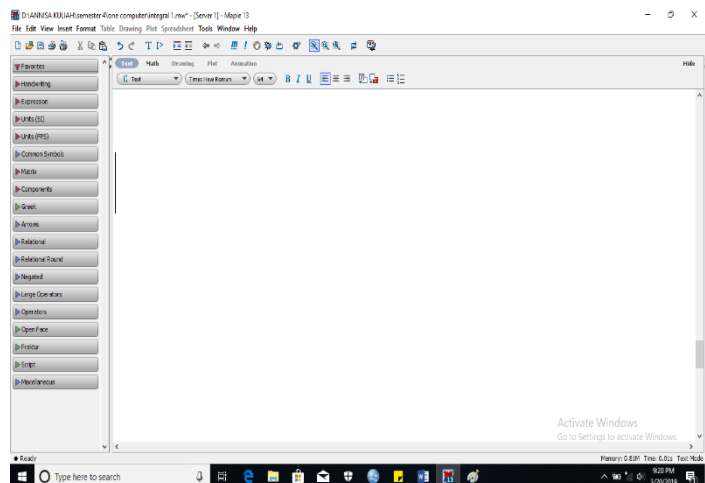 D:\ANNISA KULIAH\semester 4\one computer\integral 1.mw* - [Server 1] - Maple 13
File Edit View Insert Format Table Drawing Plot Spreadsheet Tools Window Help
Text Math Drawing Plot Animation Hide
C Text Times New Roman 64 B I U
Favorites
Handwriting
Expression
Units (SI)
Units (FPS)
Common Symbols
Matrix
Components
Greek
Arrows
Relational
Relational Round
Negated
Large Operators
Operators
Open Face
Fraktur
Script
Miscellaneous
Activate Windows
Go to Settings to activate Windows.
Ready Memory: 0.81M Time: 0.01s Text Mode
Type here to search
9:20 PM
3/20/2019